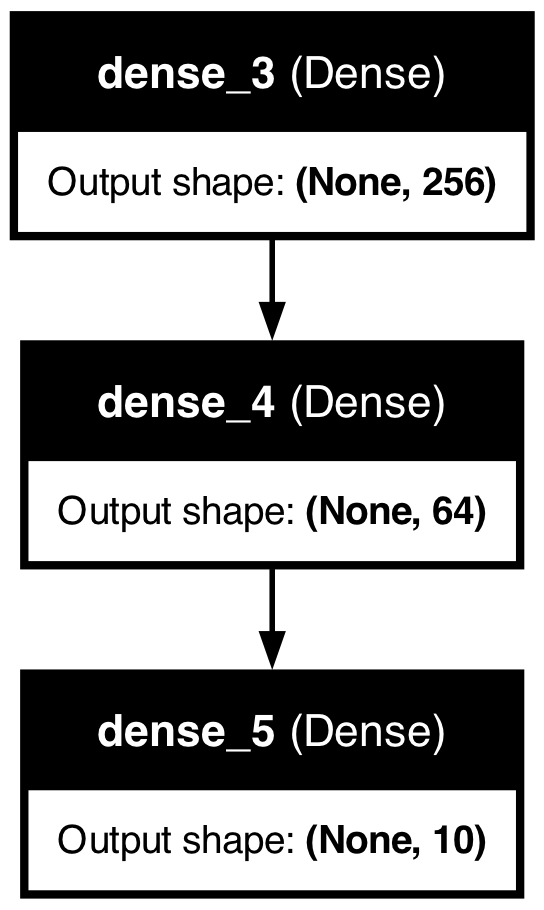 dense_3 (Dense)
Output shape: (None, 256)
dense_4 (Dense)
Output shape: (None, 64)
dense_5 (Dense)
Output shape: (None, 10)